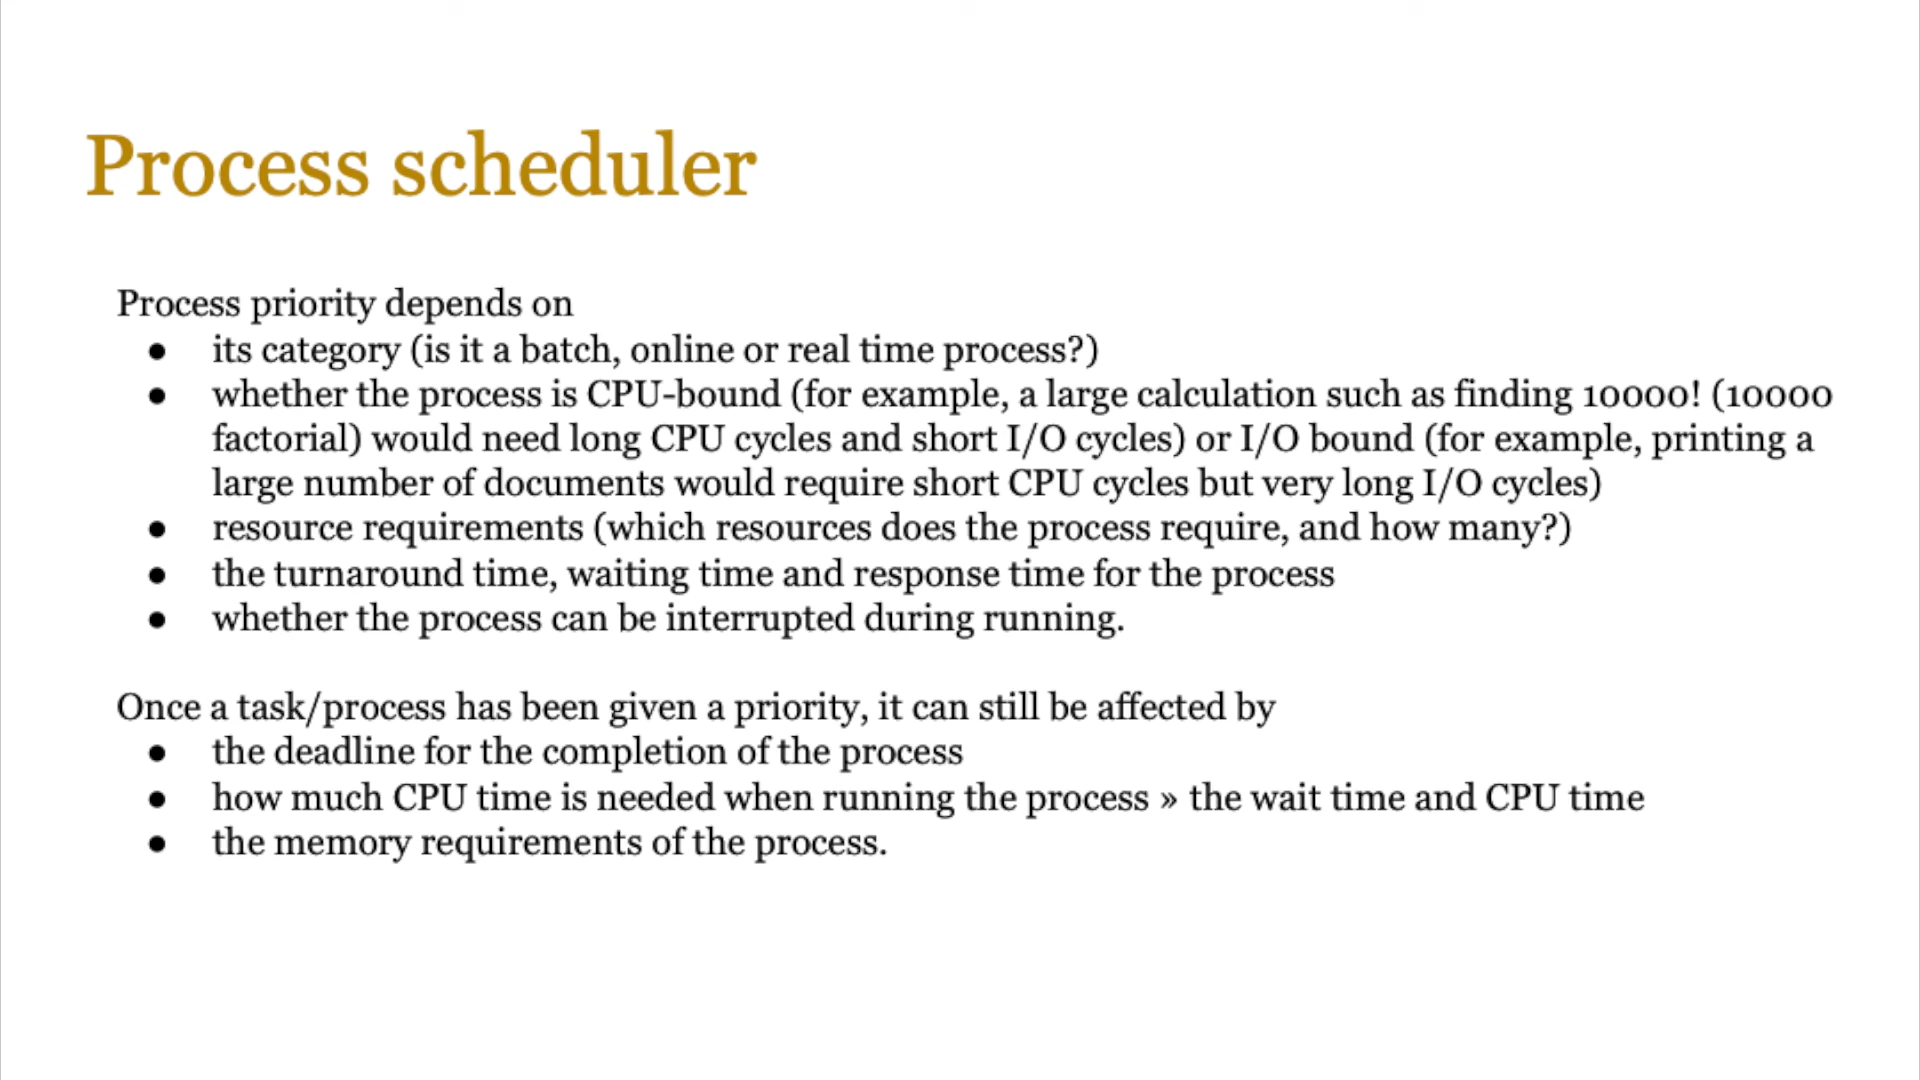 Process scheduler
Process priority depends on
● its category (is it a batch, online or real time process?)
● whether the process is CPU-bound (for example, a large calculation such as finding 10000! (10000
factorial) would need long CPU cycles and short I/O cycles) or I/O bound (for example, printing a
large number of documents would require short CPU cycles but very long I/O cycles)
● resource requirements (which resources does the process require, and how many?)
● the turnaround time, waiting time and response time for the process
● whether the process can be interrupted during running.
Once a task/process has been given a priority, it can still be affected by
● the deadline for the completion of the process
● how much CPU time is needed when running the process » the wait time and CPU time
● the memory requirements of the process.